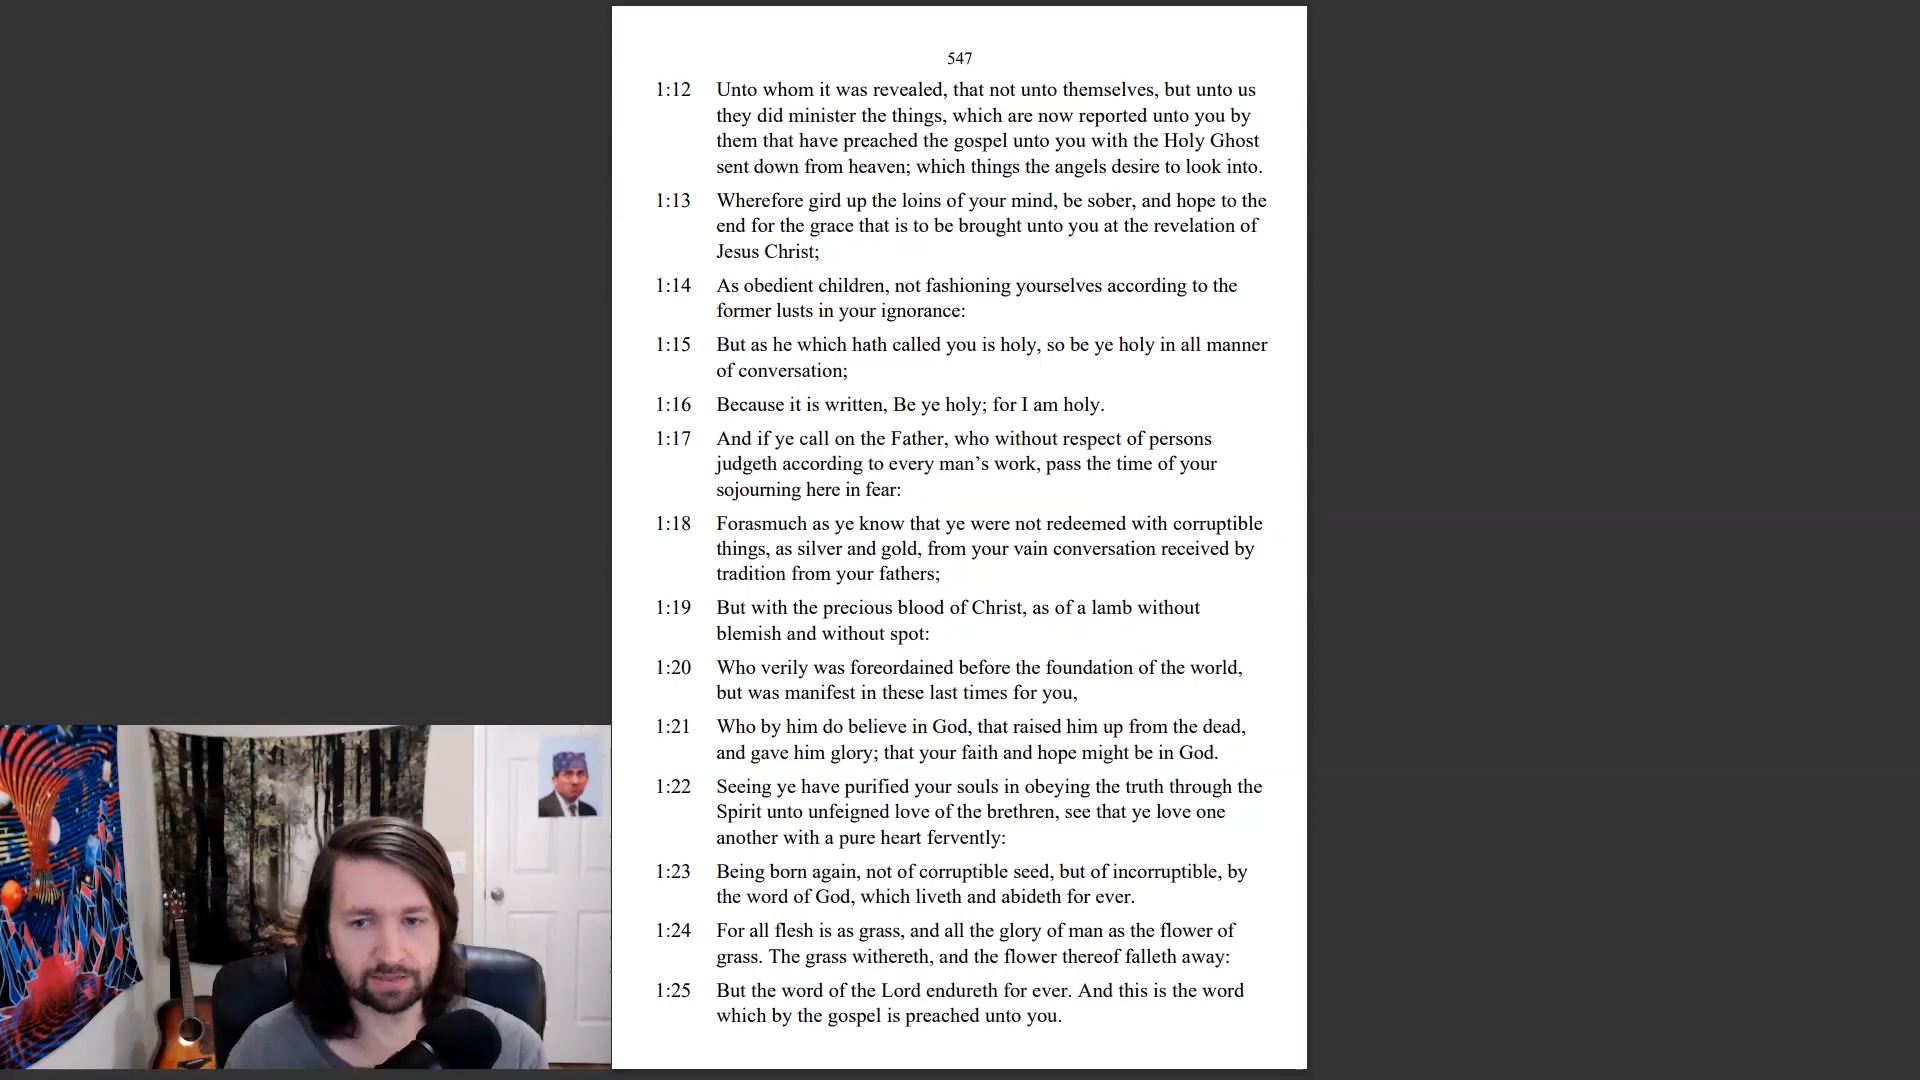 547
1:12 Unto whom it was revealed, that not unto themselves, but unto us
they did minister the things, which are now reported unto you by
them that have preached the gospel unto you with the Holy Ghost
sent down from heaven; which things the angels desire to look into.
1:13 Wherefore gird up the loins of your mind, be sober, and hope to the
end for the grace that is to be brought unto you at the revelation of
Jesus Christ;
1:14 As obedient children, not fashioning yourselves according to the
former lusts in your ignorance:
1:15 But as he which hath called you is holy, so be ye holy in all manner
of conversation;
1:16 Because it is written, Be ye holy; for I am holy.
1:17 And if ye call on the Father, who without respect of persons
judgeth according to every man’s work, pass the time of your
sojourning here in fear:
1:18 Forasmuch as ye know that ye were not redeemed with corruptible
things, as silver and gold, from your vain conversation received by
tradition from your fathers;
1:19 But with the precious blood of Christ, as of a lamb without
blemish and without spot:
1:20 Who verily was foreordained before the foundation of the world,
but was manifest in these last times for you,
1:21 Who by him do believe in God, that raised him up from the dead,
and gave him glory; that your faith and hope might be in God.
1:22 Seeing ye have purified your souls in obeying the truth through the
Spirit unto unfeigned love of the brethren, see that ye love one
another with a pure heart fervently:
1:23 Being born again, not of corruptible seed, but of incorruptible, by
the word of God, which liveth and abideth for ever.
1:24 For all flesh is as grass, and all the glory of man as the flower of
grass. The grass withereth, and the flower thereof falleth away:
1:25 But the word of the Lord endureth for ever. And this is the word
which by the gospel is preached unto you.